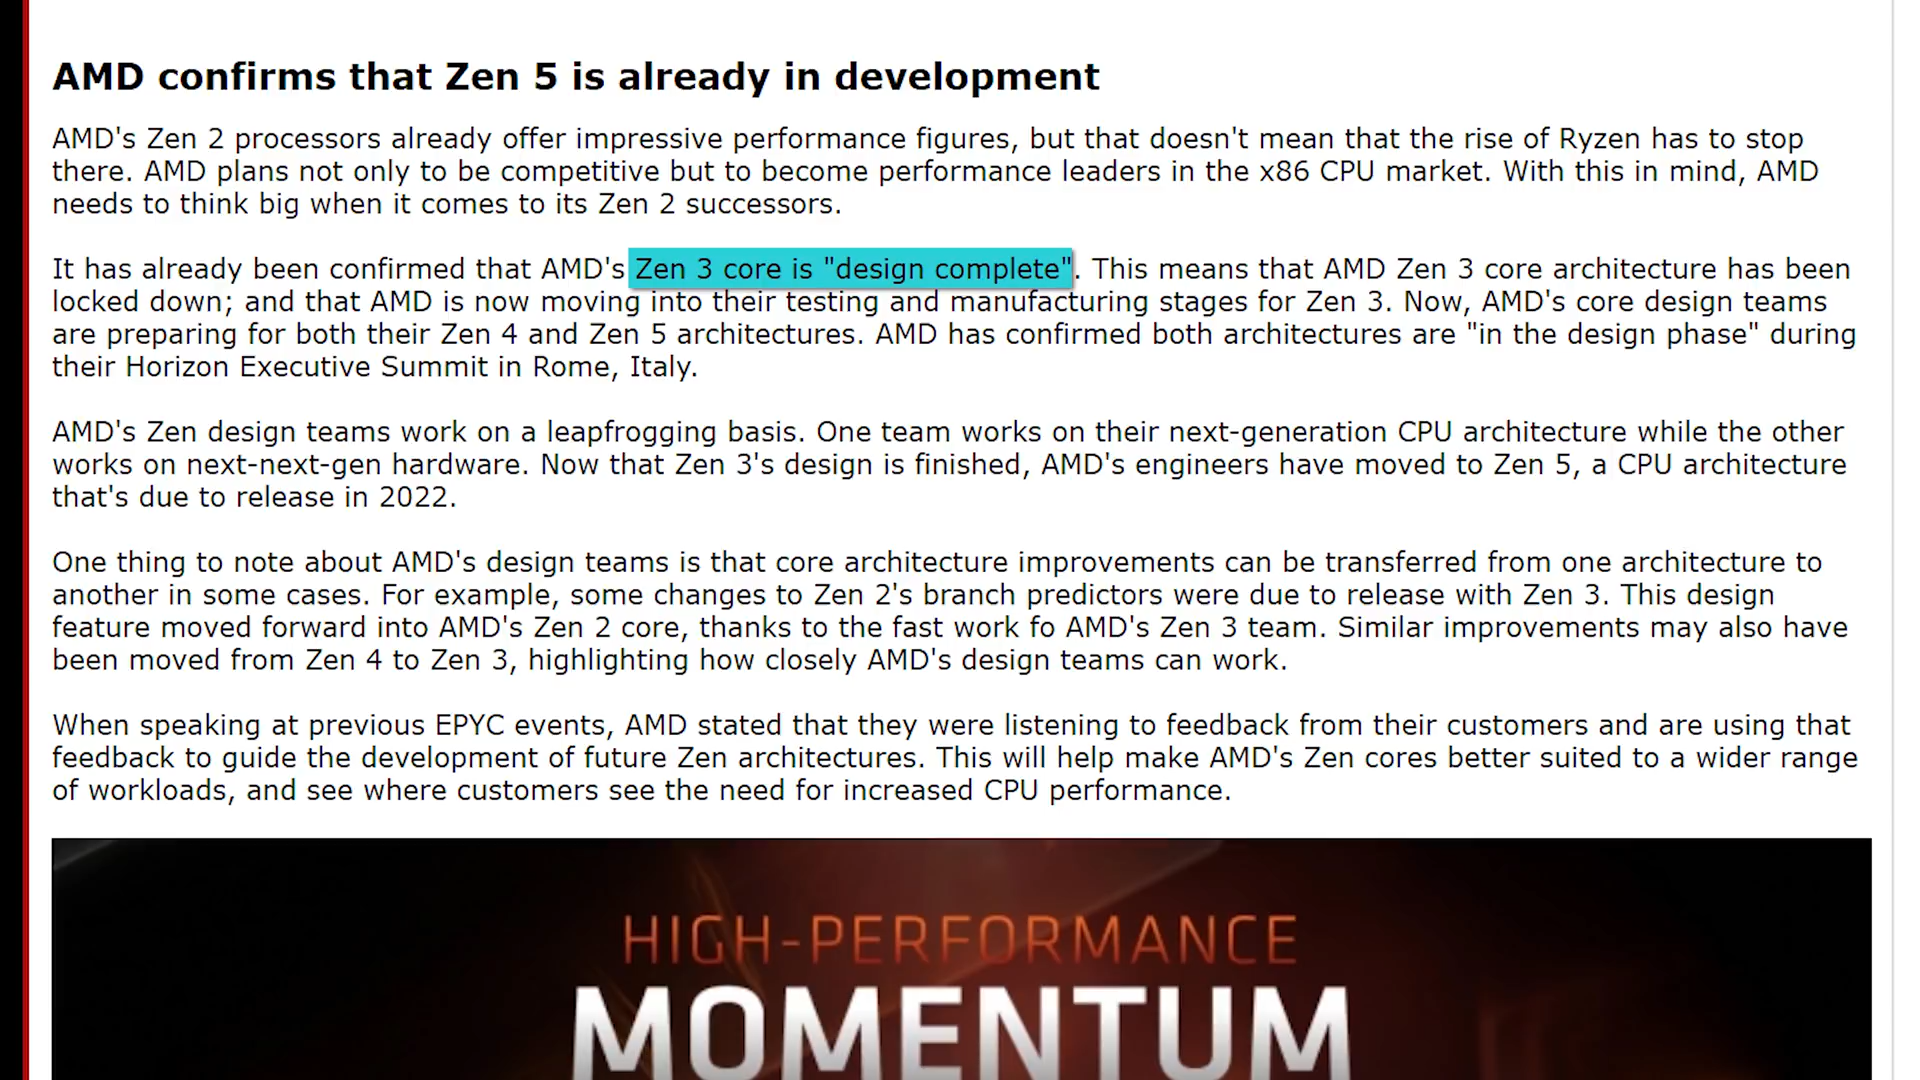 AMD confirms that Zen 5 is already in development
AMD's Zen 2 processors already offer impressive performance figures, but that doesn't mean that the rise of Ryzen has to stop
there. AMD plans not only to be competitive but to become performance leaders in the x86 CPU market. With this in mind, AMD
needs to think big when it comes to its Zen 2 successors.
It has already been confirmed that AMD's Zen 3 core is "design complete". This means that AMD Zen 3 core architecture has been
locked down; and that AMD is now moving into their testing and manufacturing stages for Zen 3. Now, AMD's core design teams
are preparing for both their Zen 4 and Zen 5 architectures. AMD has confirmed both architectures are "in the design phase" during
their Horizon Executive Summit in Rome, Italy.
AMD's Zen design teams work on a leapfrogging basis. One team works on their next-generation CPU architecture while the other
works on next-next-gen hardware. Now that Zen 3's design is finished, AMD's engineers have moved to Zen 5, a CPU architecture
that's due to release in 2022.
One thing to note about AMD's design teams is that core architecture improvements can be transferred from one architecture to
another in some cases. For example, some changes to Zen 2's branch predictors were due to release with Zen 3. This design
feature moved forward into AMD's Zen 2 core, thanks to the fast work fo AMD's Zen 3 team. Similar improvements may also have
been moved from Zen 4 to Zen 3, highlighting how closely AMD's design teams can work.
When speaking at previous EPYC events, AMD stated that they were listening to feedback from their customers and are using that
feedback to guide the development of future Zen architectures. This will help make AMD's Zen cores better suited to a wider range
of workloads, and see where customers see the need for increased CPU performance.
HIGH-PERFORMANCE
MOMENTUM